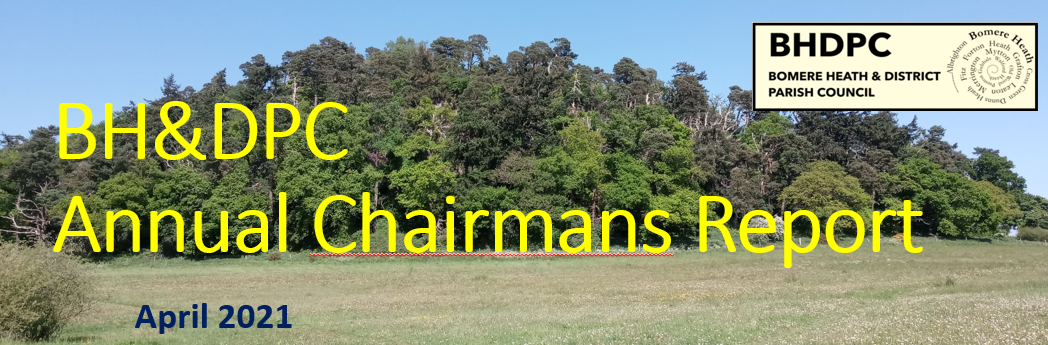 BHDPC
BOMERE HEATH & DISTRICT
PARISH COUNCIL
Bomere Heath
BH&DPC
Annual Chairmans Report
April 2021